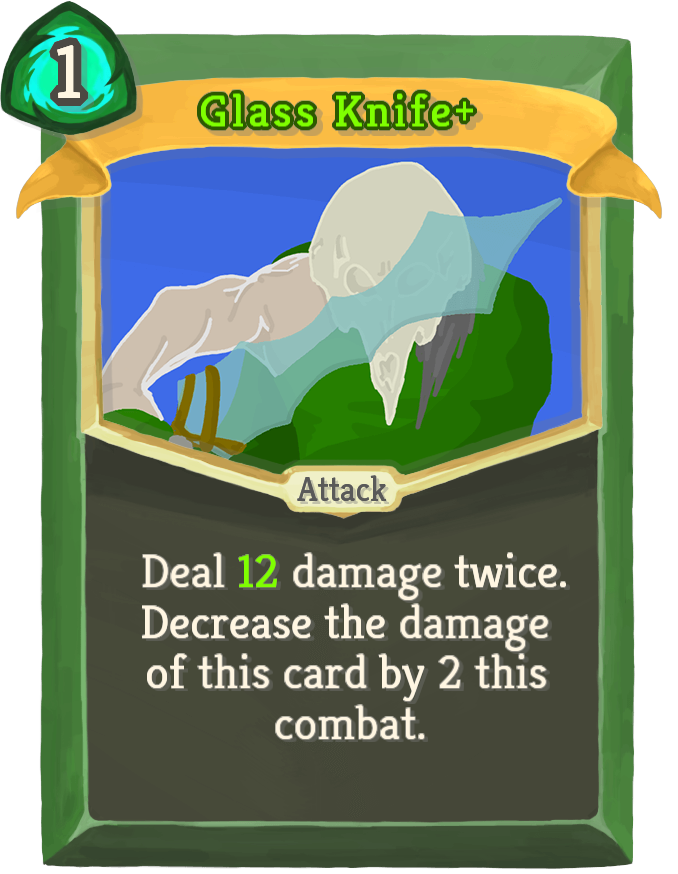 1
Glass Knife+
Attack
Deal 12 damage twice.
Decrease the damage
of this card by 2 this
combat.